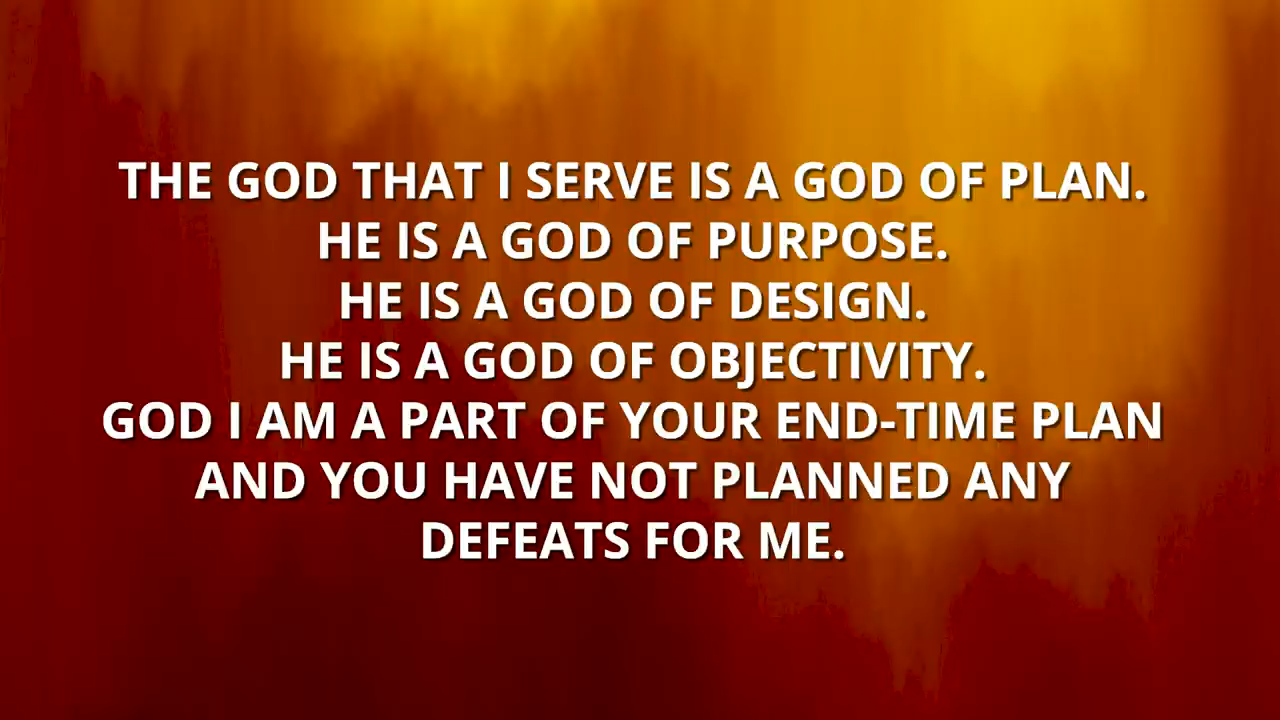 THE GOD THAT I SERVE IS A GOD OF PLAN.
HE IS A GOD OF PURPOSE.
HE IS A GOD OF DESIGN.
HE IS A GOD OF OBJECTIVITY.
GOD I AM A PART OF YOUR END-TIME PLAN
AND YOU HAVE NOT PLANNED ANY
DEFEATS FOR ME.